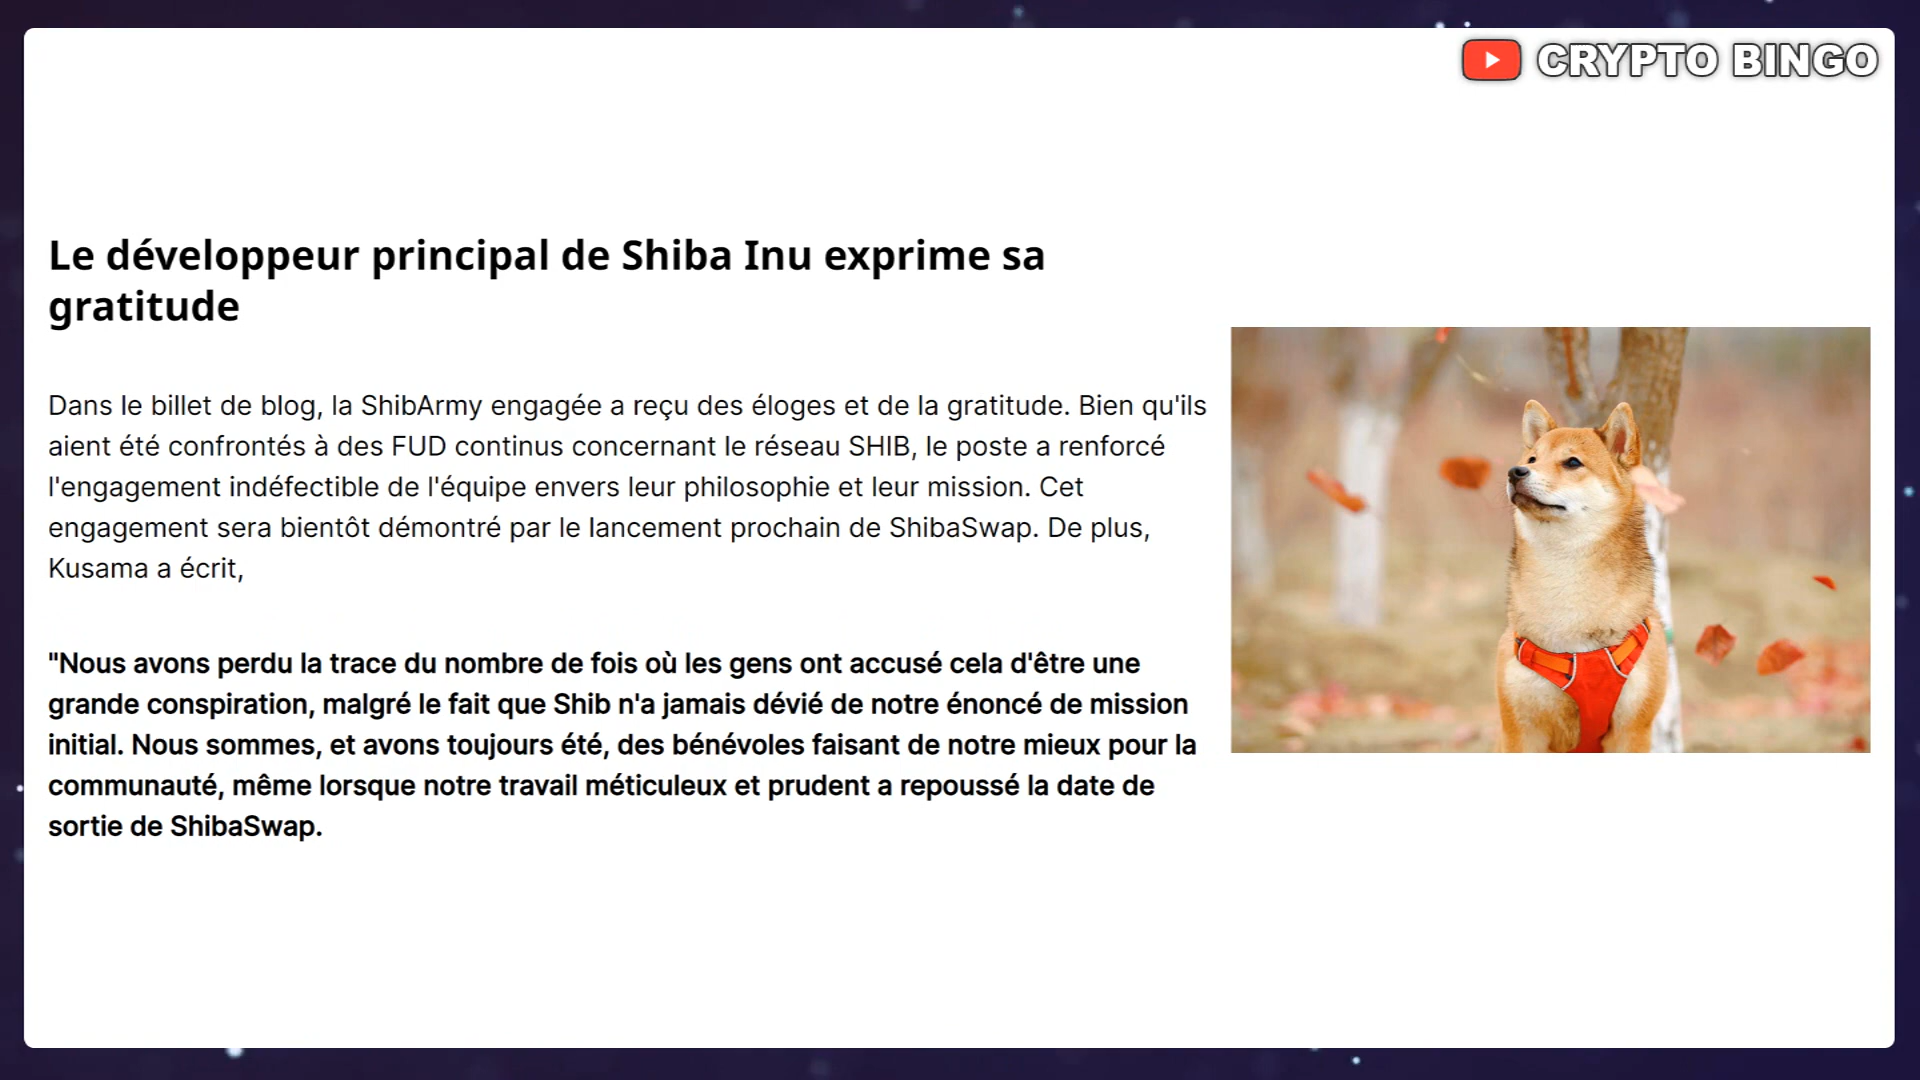 CRYPTO BINGO
Le développeur principal de Shiba Inu exprime sa
gratitude
Dans le billet de blog, la ShibArmy engagée a reçu des éloges et de la gratitude. Bien qu'ils
aient été confrontés à des FUD continus concernant le réseau SHIB, le poste a renforcé
l'engagement indéfectible de l'équipe envers leur philosophie et leur mission. Cet
engagement sera bientôt démontré par le lancement prochain de ShibaSwap. De plus,
Kusama a écrit,
"Nous avons perdu la trace du nombre de fois où les gens ont accusé cela d'être une
grande conspiration, malgré le fait que Shib n'a jamais dévié de notre énoncé de mission
initial. Nous sommes, et avons toujours été, des bénévoles faisant de notre mieux pour la
communauté, même lorsque notre travail méticuleux et prudent a repoussé la date de
sortie de ShibaSwap.